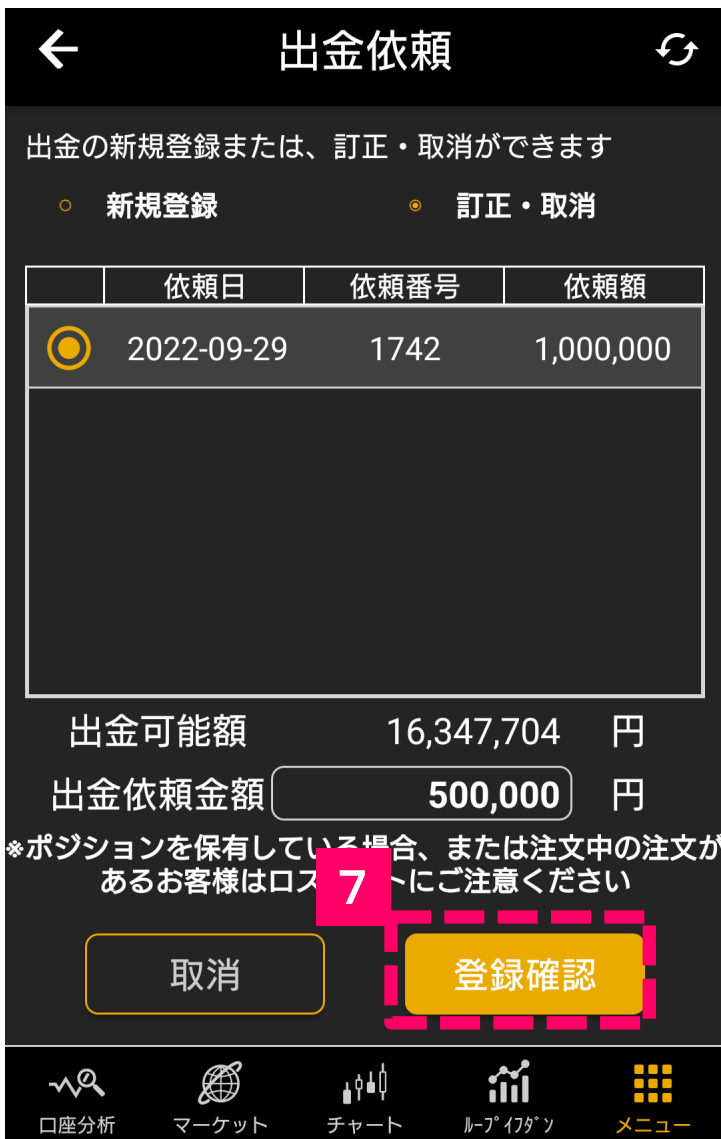 出金依頼
出金の新規登録または、訂正・取消ができます
新規登録 訂正・取消
依頼日 依頼番号 依頼額
2022-09-29 1742 1,000,000
出金可能額 16,347,704 円
出金依頼金額 500,000 円
※ポジションを保有している場合、または注文中の注文が
あるお客様はロス トにご注意ください
7
取消 登録確認
口座分析 マーケット チャート ﾙｰﾌﾟｲﾌﾀﾞﾝ メニュー